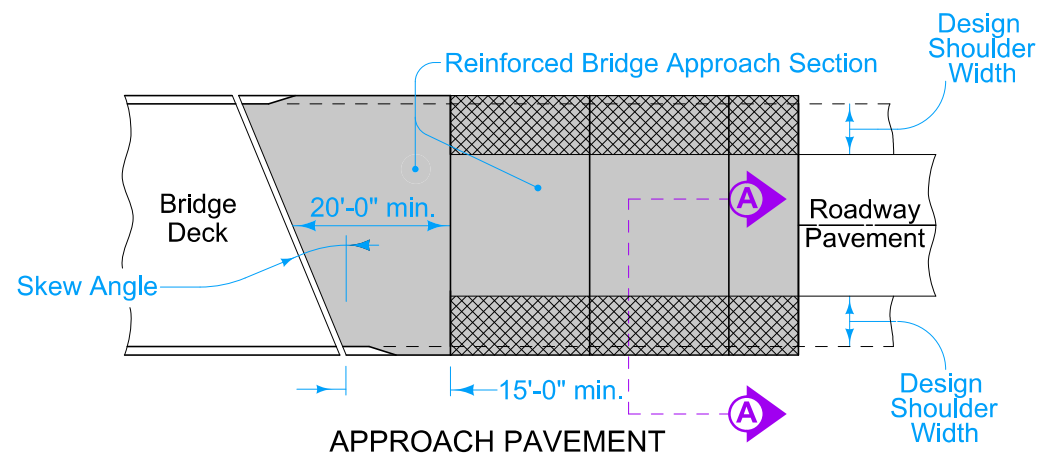 Design
Shoulder
Width
Reinforced Bridge Approach Section
Bridge
Deck
20'-0" min.
A
Roadway
Pavement
Skew Angle
15'-0" min.
A
Design
Shoulder
Width
APPROACH PAVEMENT